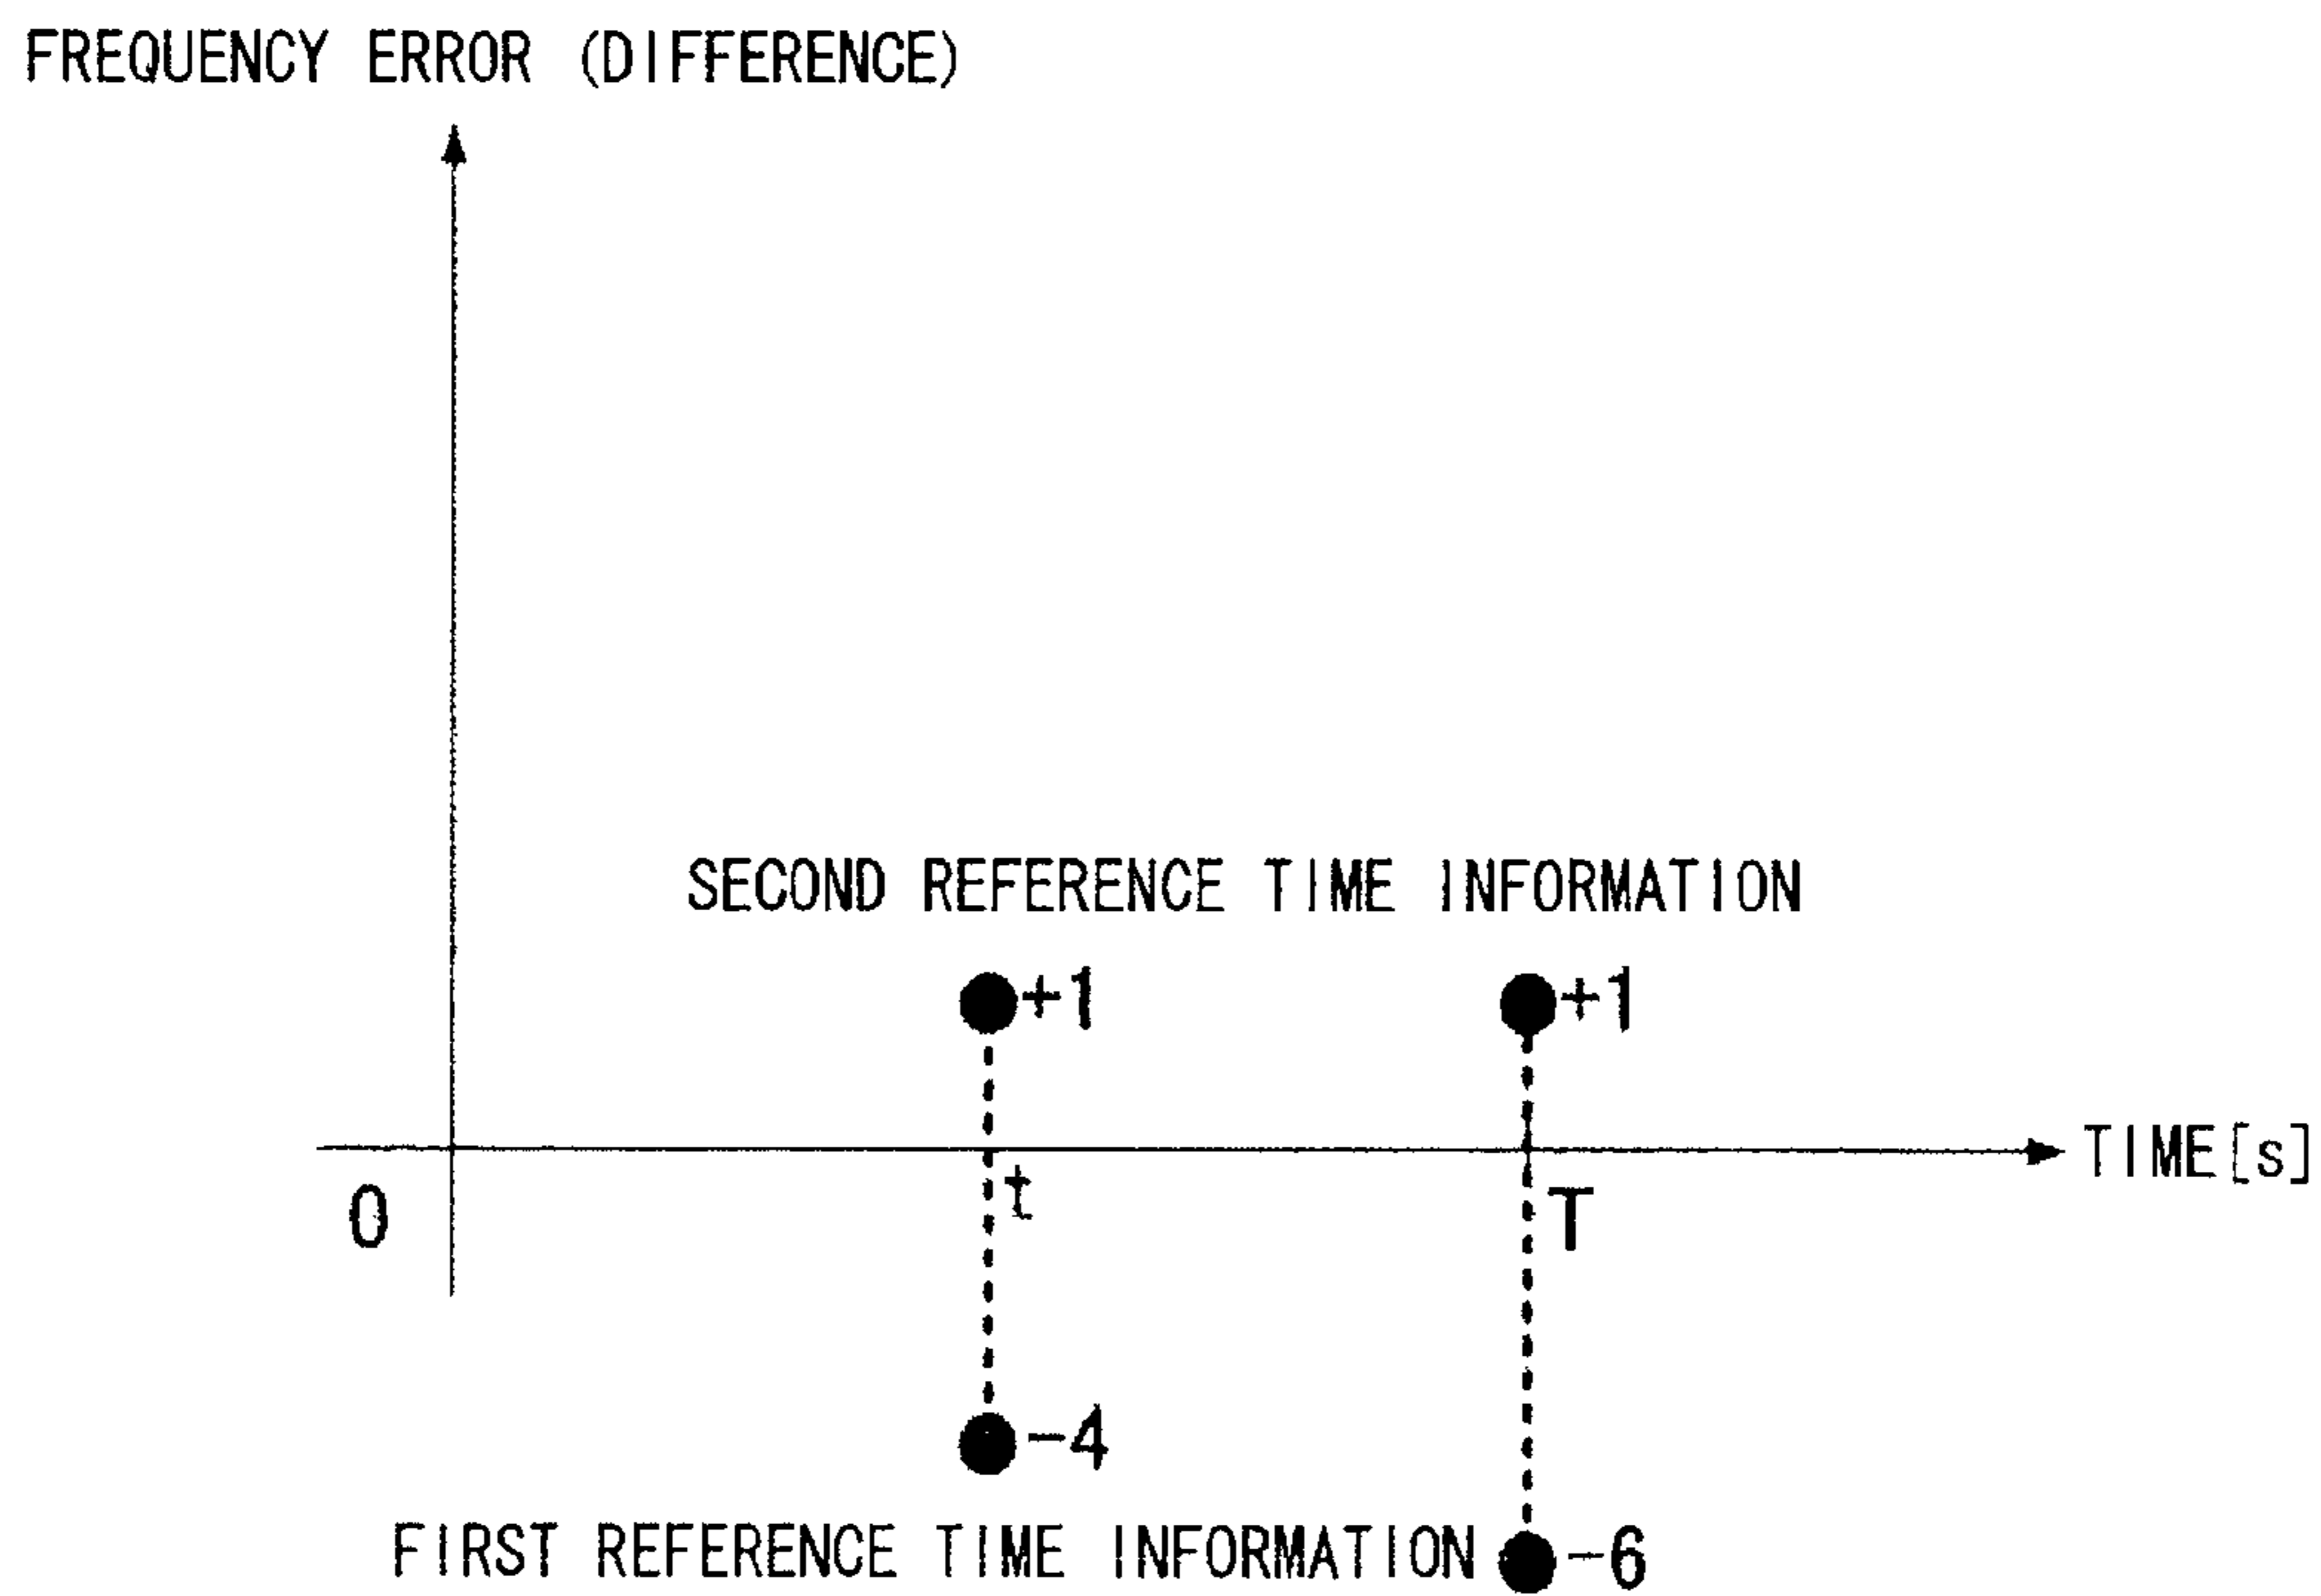 FREQUENCY ERROR (DIFFERENCE)
SECOND REFERENCE TIME INFORMATION
+1 +1
TIME[s]
0 t T
-4
FIRST REFERENCE TIME INFORMATION -6